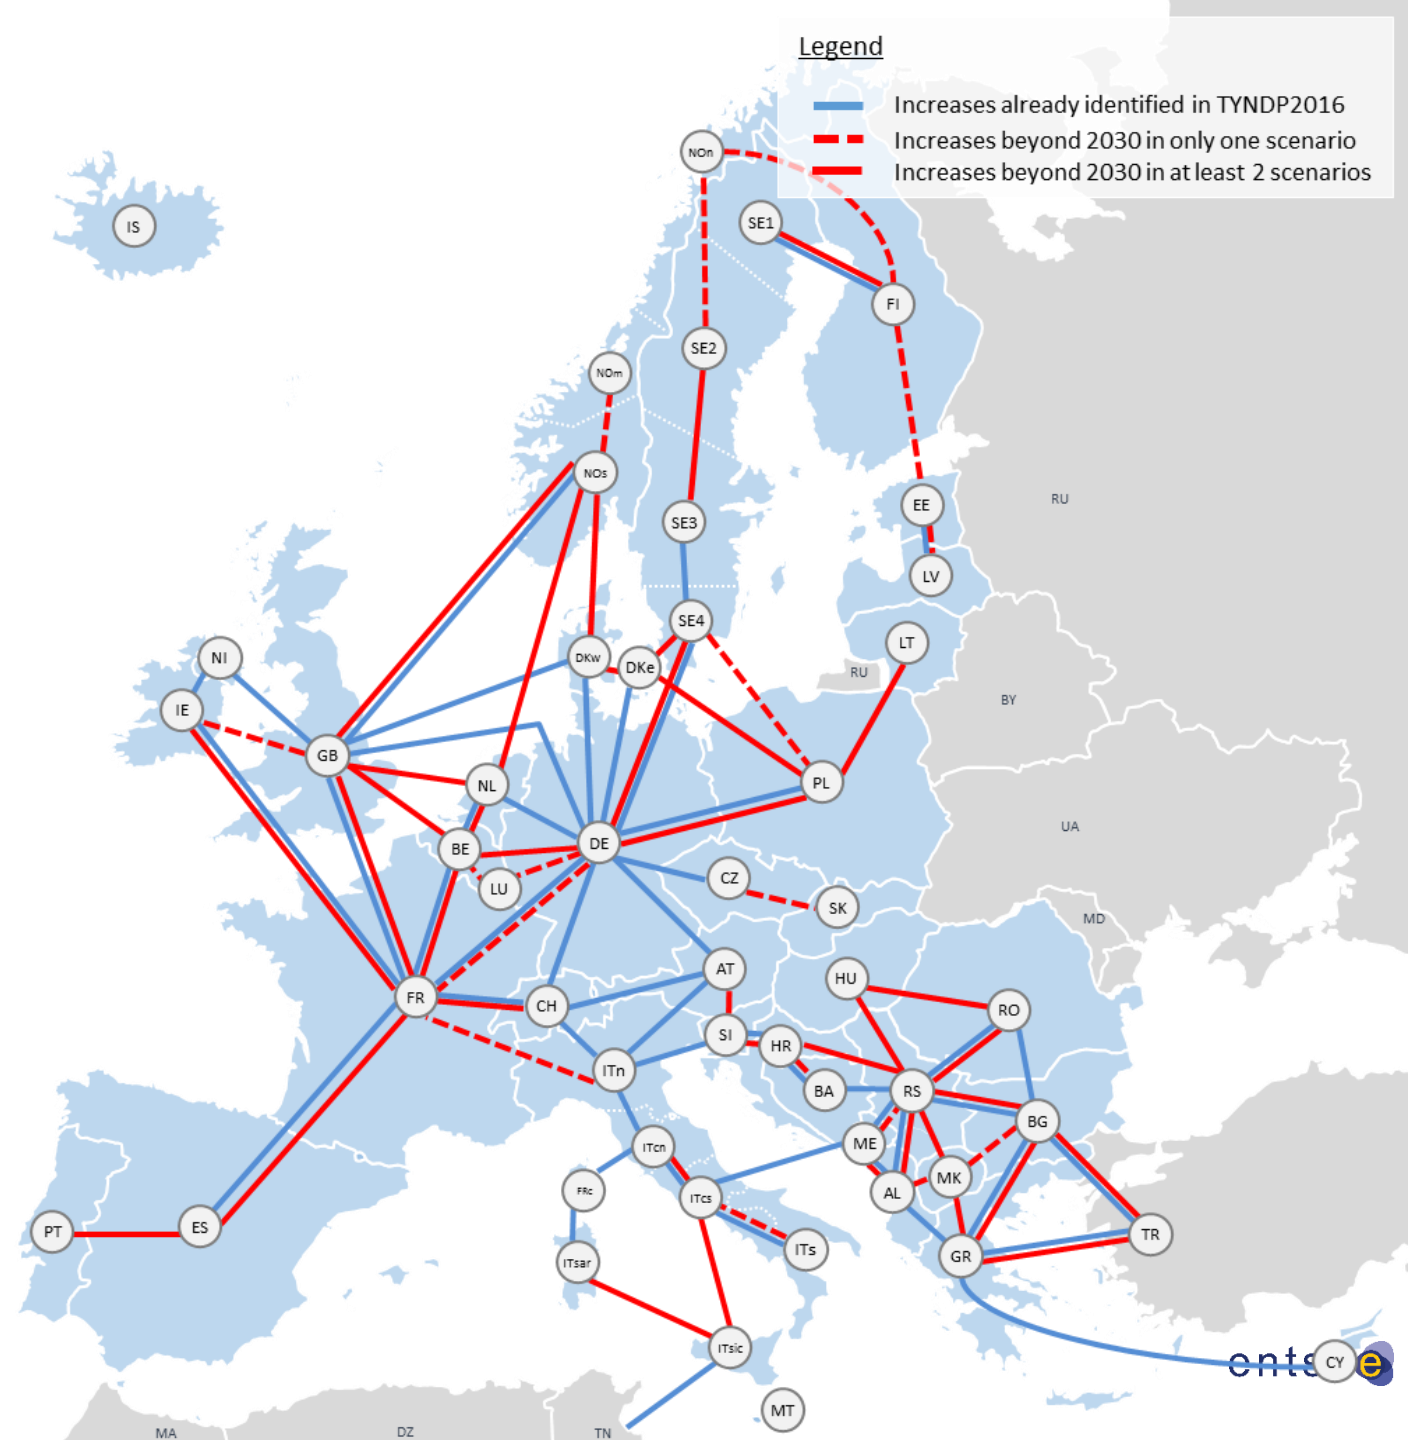 Legend
Increases already identified in TYNDP2016
Increases beyond 2030 in only one scenario
Increases beyond 2030 in at least 2 scenarios
NOn
SE1
IS
FI
SE2
NOm
NOs
RU
EE
SE3
LV
SE4
LT
NI
DKw
DKe
RU
BY
IE
GB
NL
PL
UA
DE
BE
CZ
LU
SK
MD
AT
HU
FR
CH
RO
SI
HR
ITn
BA
RS
BG
ITcn
ME
MK
FRc
AL
ITcs
PT
ES
ITs
TR
GR
ITsar
ITsic
CY
entso
e
MT
MA
DZ
TN